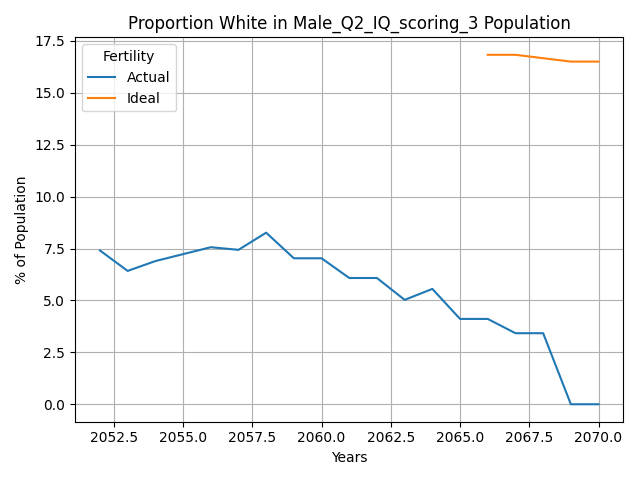 Proportion White in Male_Q2_IQ_scoring_3 Population
Fertility
Actual
Ideal
% of Population
17.5
15.0
12.5
10.0
7.5
5.0
2.5
0.0
2052.5 2055.0 2057.5 2060.0 2062.5 2065.0 2067.5 2070.0
Years